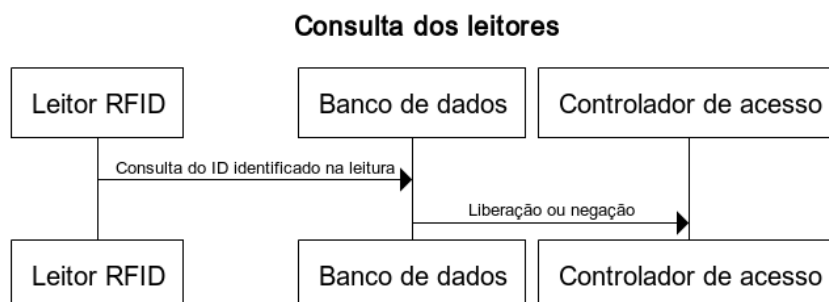 Consulta dos leitores
Leitor RFID
Banco de dados
Controlador de acesso
Consulta do ID identificado na leitura
Liberação ou negação
Leitor RFID
Banco de dados
Controlador de acesso